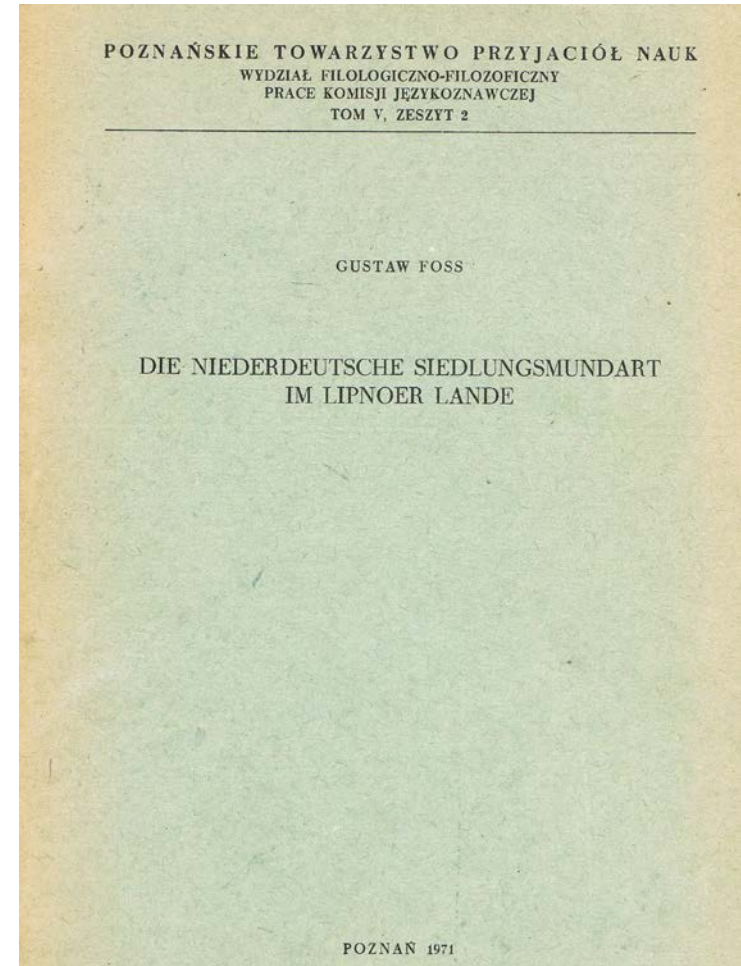 POZNAŃSKIE TOWARZYSTWO PRZYJACIÓŁ NAUK
WYDZIAŁ FILOLOGICZNO-FILOZOFICZNY
PRACE KOMISJI JĘZYKOZNAWCZEJ
TOM V, ZESZYT 2
GUSTAW FOSS
DIE NIEDERDEUTSCHE SIEDLUNGSMUNDART
IM LIPNOER LANDE
POZNAŃ 1971